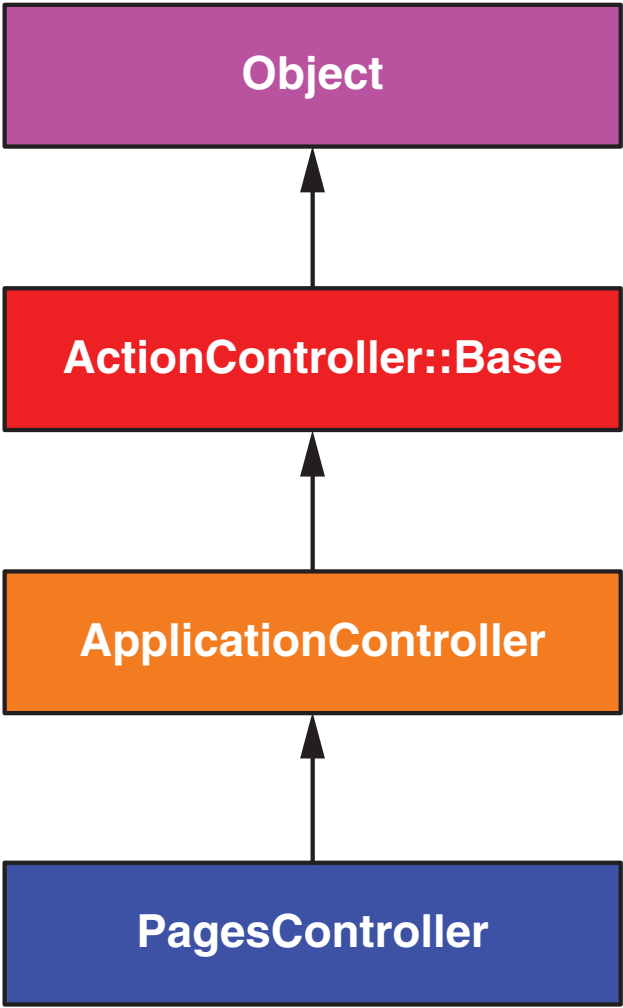 Object
ActionController::Base
ApplicationController
PagesController